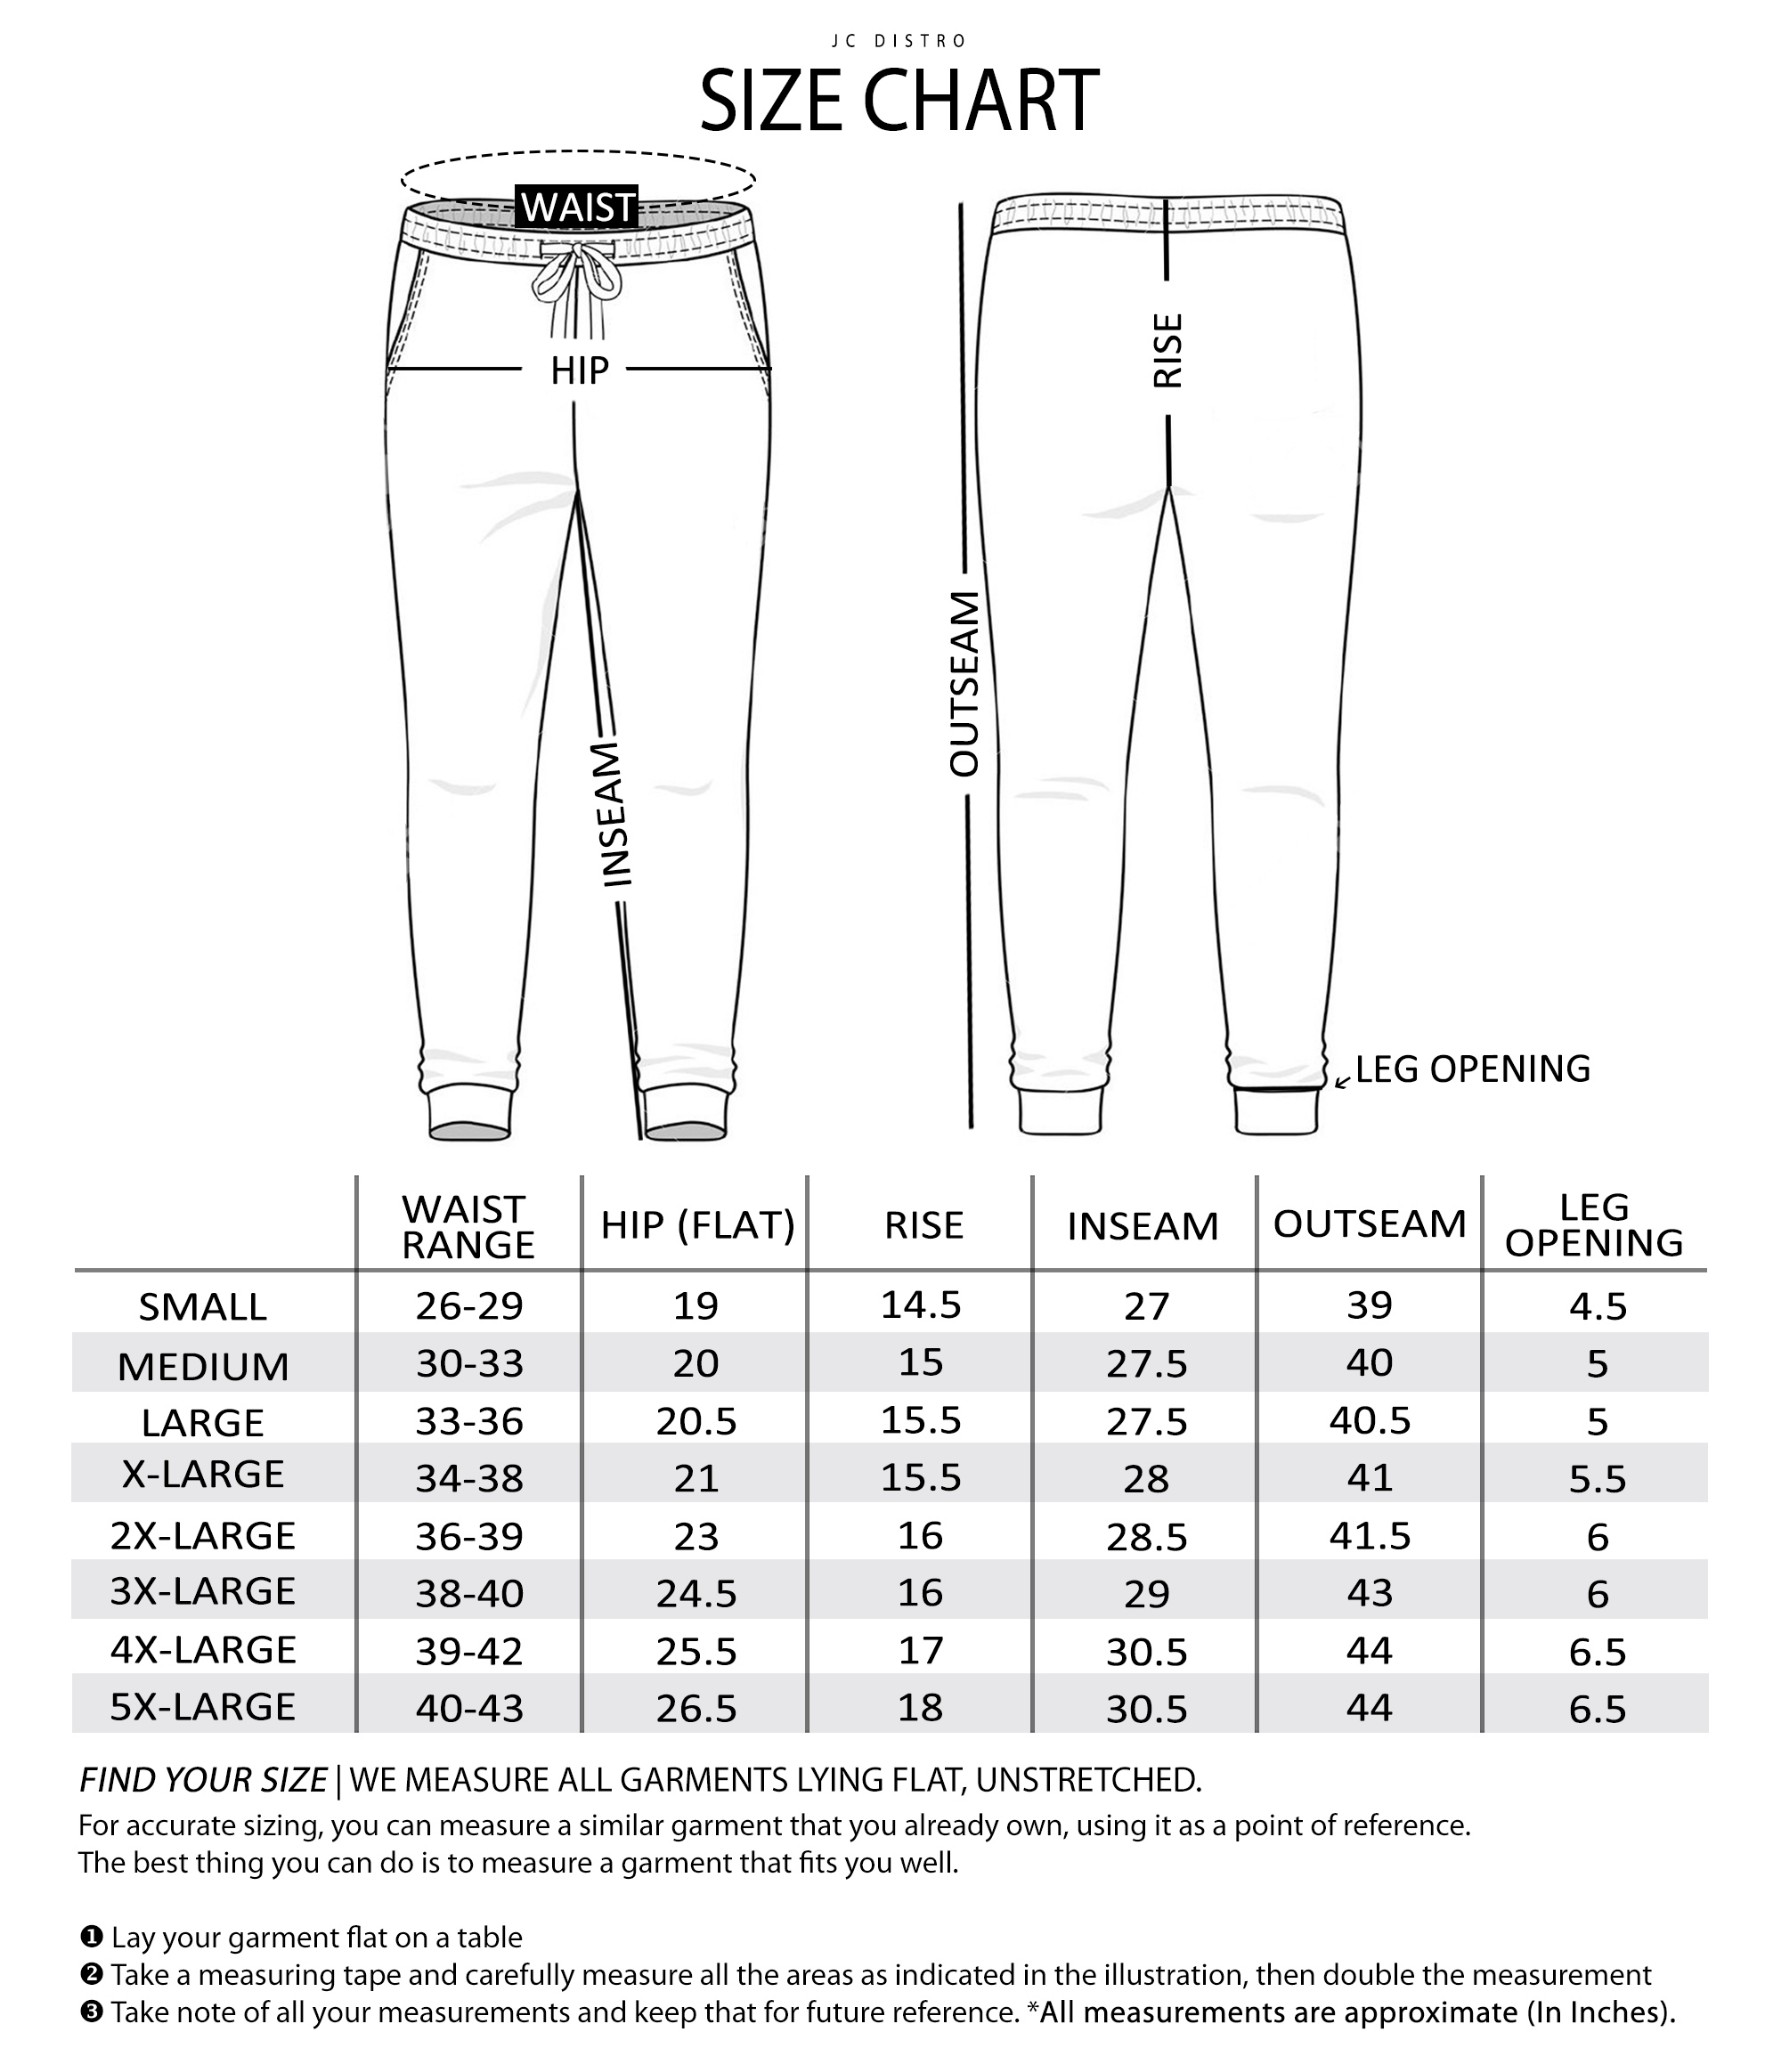 JC DISTRO
SIZE CHART
WAIST
HIP
RISE
OUTSEAM
INSEAM
LEG OPENING
WAIST RANGE HIP (FLAT) RISE INSEAM OUTSEAM LEG OPENING
SMALL 26-29 19 14.5 27 39 4.5
MEDIUM 30-33 20 15 27.5 40 5
LARGE 33-36 20.5 15.5 27.5 40.5 5
X-LARGE 34-38 21 15.5 28 41 5.5
2X-LARGE 36-39 23 16 28.5 41.5 6
3X-LARGE 38-40 24.5 16 29 43 6
4X-LARGE 39-42 25.5 17 30.5 44 6.5
5X-LARGE 40-43 26.5 18 30.5 44 6.5
FIND YOUR SIZE | WE MEASURE ALL GARMENTS LYING FLAT, UNSTRETCHED.
For accurate sizing, you can measure a similar garment that you already own, using it as a point of reference.
The best thing you can do is to measure a garment that fits you well.
❶ Lay your garment flat on a table
❷ Take a measuring tape and carefully measure all the areas as indicated in the illustration, then double the measurement
❸ Take note of all your measurements and keep that for future reference. *All measurements are approximate (In Inches).